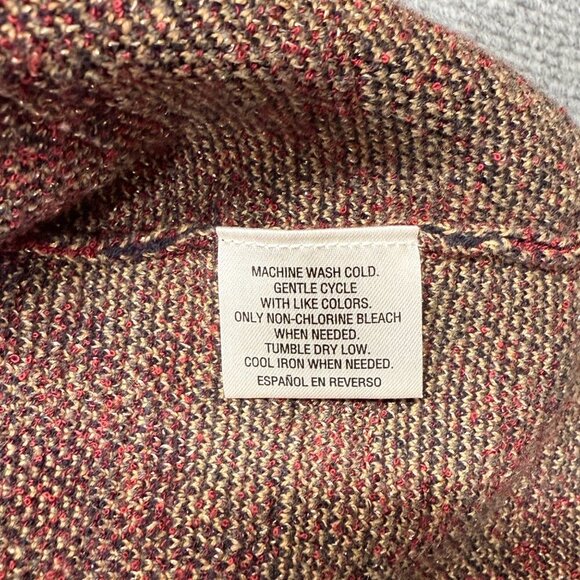 MACHINE WASH COLD.
GENTLE CYCLE
WITH LIKE COLORS.
ONLY NON-CHLORINE BLEACH
WHEN NEEDED.
TUMBLE DRY LOW.
COOL IRON WHEN NEEDED.
ESPAÑOL EN REVERSO